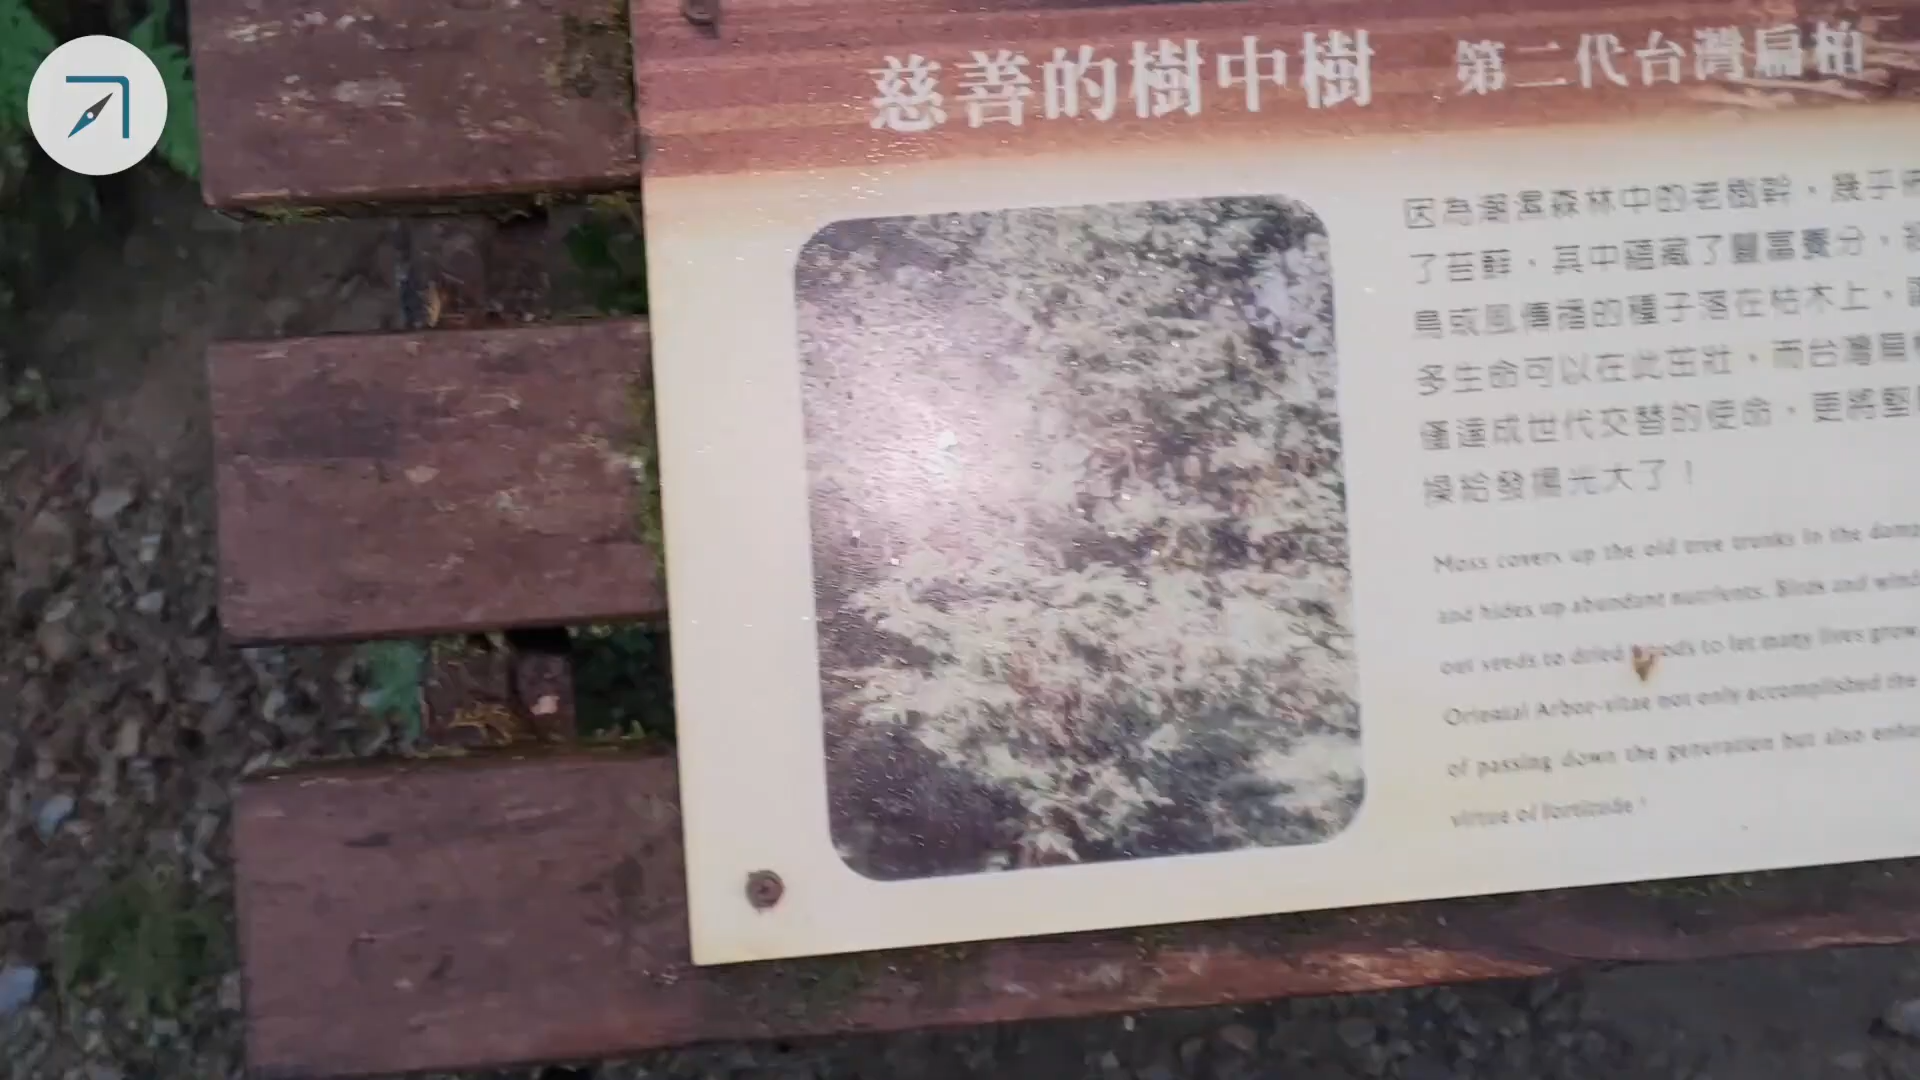 慈善的樹中樹 第二代台灣扁柏
因為潮濕森林中的老樹幹，幾乎
了苔蘚，其中蘊藏了豐富養分，
鳥或風傳播的種子落在枯木上，
多生命可以在此茁壯，而台灣扁
僅達成世代交替的使命，更將堅
操給發揚光大了！
Moss covers up the old tree trunks in the damp
and hides up abundant nutrients. Birds and wind
out seeds to dried woods to let many lives grow
Oriental Arbor-vitae not only accomplished the
of passing down the generation but also
virtue of fortitude !